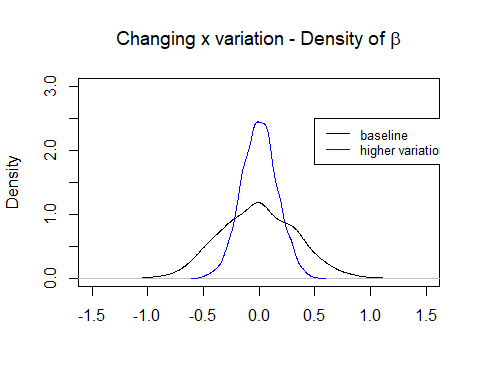 Changing x variation - Density of β
Density
3.0
2.0
1.0
0.0
baseline
higher variatio
-1.5 -1.0 -0.5 0.0 0.5 1.0 1.5